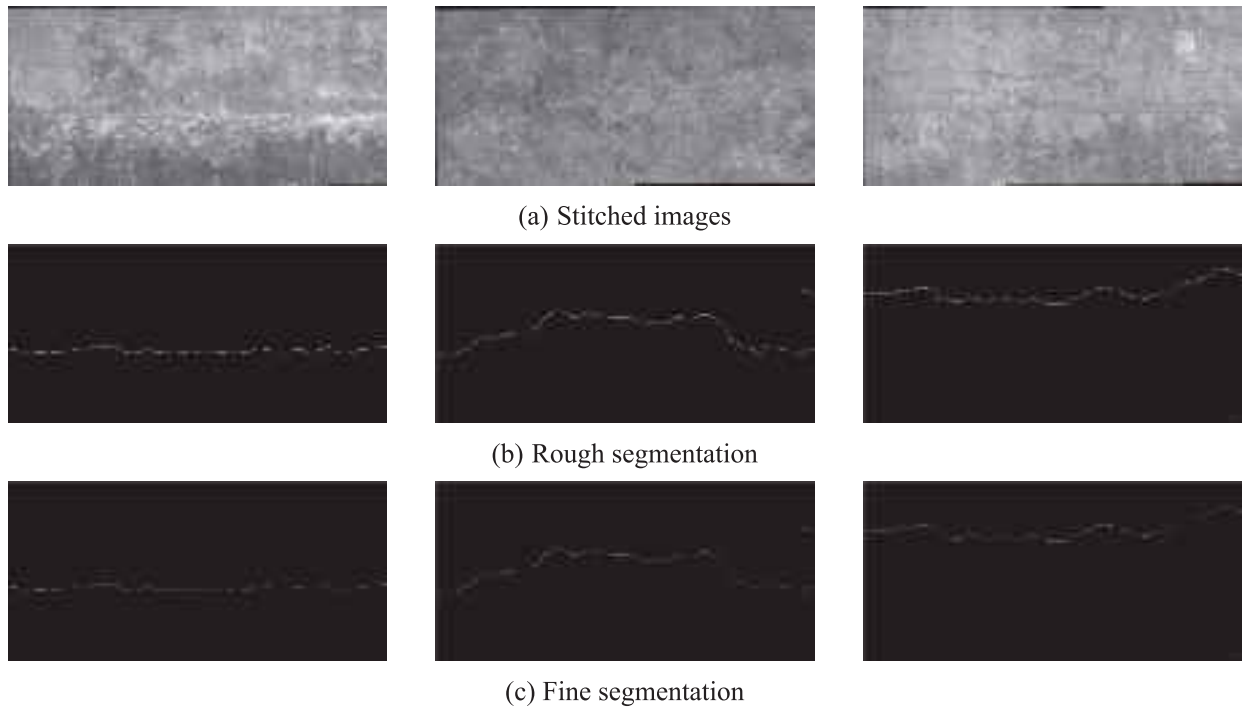 (a) Stitched images
(b) Rough segmentation
(c) Fine segmentation